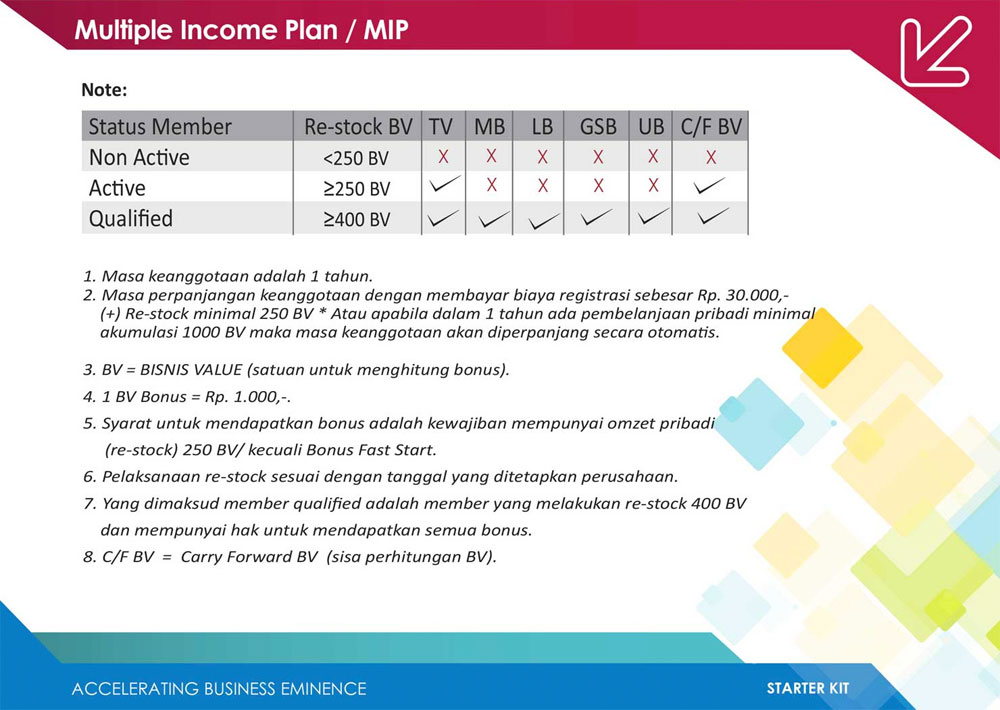 Multiple Income Plan / MIP
Note:
Status Member Re-stock BV TV MB LB GSB UB C/F BV
Non Active <250 BV X X X X X X
Active ≥250 BV ✓ X X X X ✓
Qualified ≥400 BV ✓ ✓ ✓ ✓ ✓ ✓
1. Masa keanggotaan adalah 1 tahun.
2. Masa perpanjangan keanggotaan dengan membayar biaya registrasi sebesar Rp. 30.000,-
(+) Re-stock minimal 250 BV * Atau apabila dalam 1 tahun ada pembelanjaan pribadi minimal
akumulasi 1000 BV maka masa keanggotaan akan diperpanjang secara otomatis.
3. BV = BISNIS VALUE (satuan untuk menghitung bonus).
4. 1 BV Bonus = Rp. 1.000,-.
5. Syarat untuk mendapatkan bonus adalah kewajiban mempunyai omzet pribadi
(re-stock) 250 BV/ kecuali Bonus Fast Start.
6. Pelaksanaan re-stock sesuai dengan tanggal yang ditetapkan perusahaan.
7. Yang dimaksud member qualified adalah member yang melakukan re-stock 400 BV
dan mempunyai hak untuk mendapatkan semua bonus.
8. C/F BV = Carry Forward BV (sisa perhitungan BV).
ACCELERATING BUSINESS EMINENCE
STARTER KIT